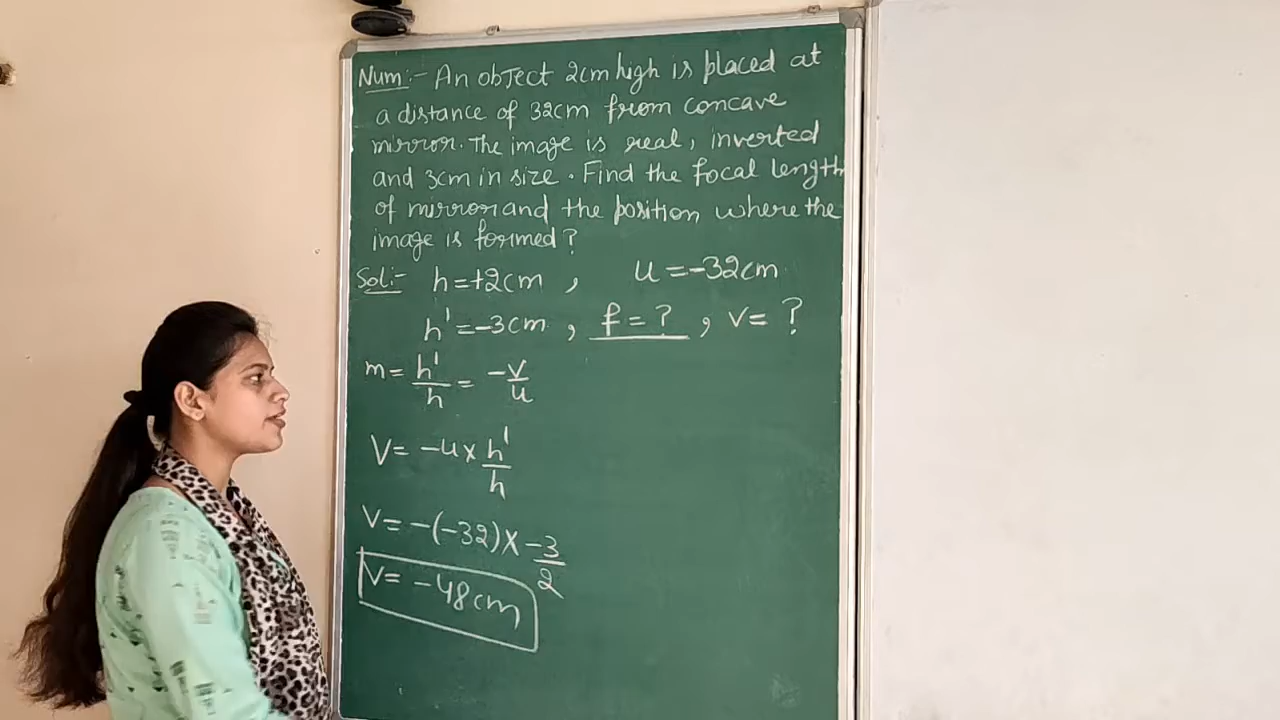 Num:- An object 2cm high is placed at
a distance of 32cm from concave
mirror. The image is real, inverted
and 3cm in size. Find the focal length
of mirror and the position where the
image is formed?
Sol:- h=+2cm , u=-32cm
h'=-3cm , f=? , v=?
m= h'/h = -v/u
V= -u x h'/h
V= -(-32) x -3/2
V= -48cm